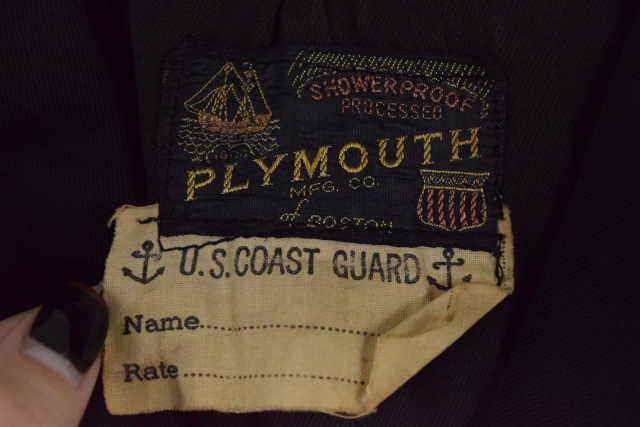 SHOWERPROOF
PROCESSED
PLYMOUTH
MFG. CO.
of BOSTON
U.S. COAST GUARD
Name
Rate